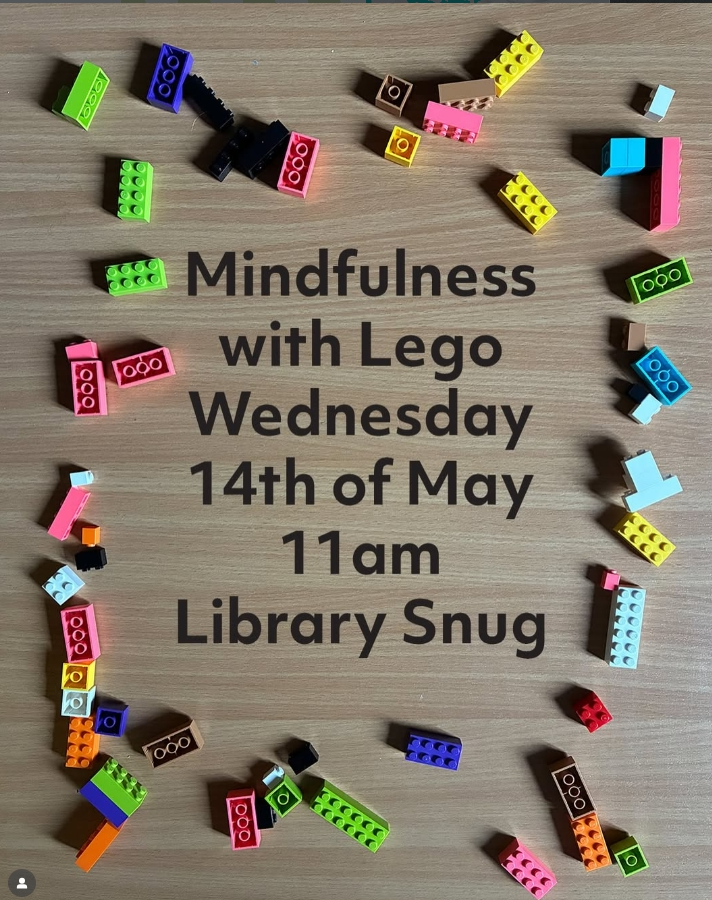 Mindfulness
with Lego
Wednesday
14th of May
11am
Library Snug